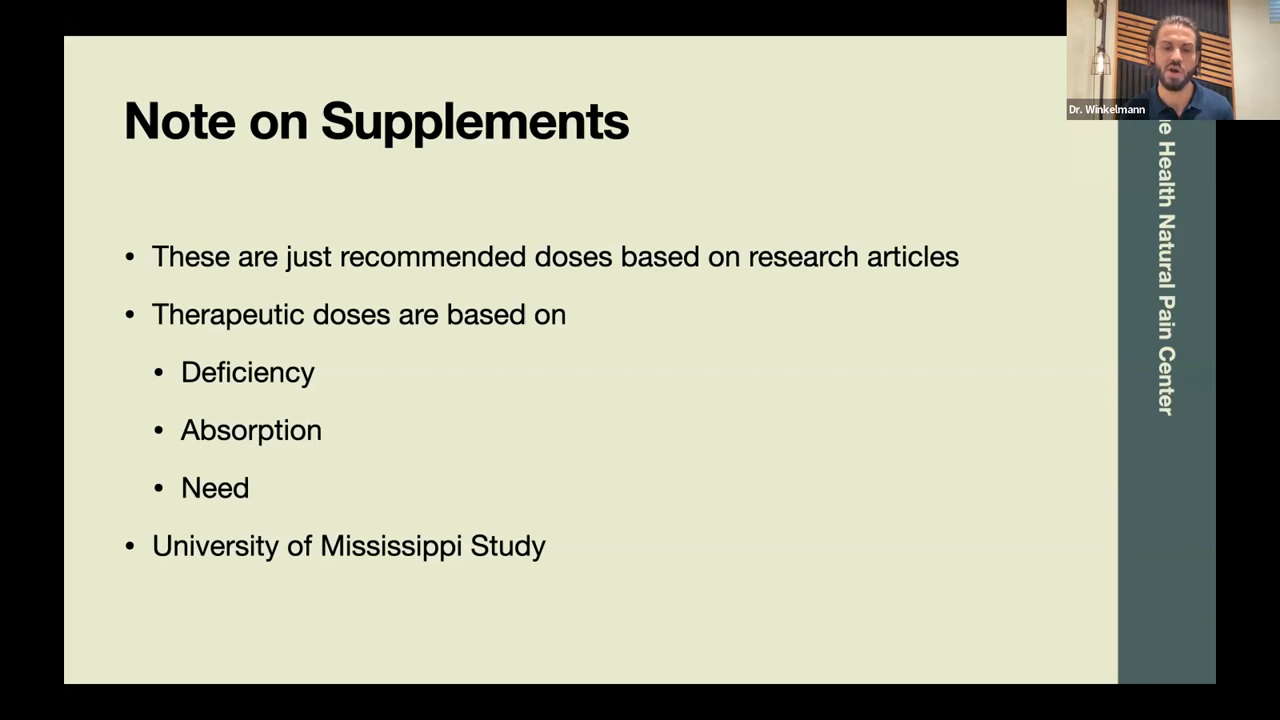 Note on Supplements
• These are just recommended doses based on research articles
• Therapeutic doses are based on
• Deficiency
• Absorption
• Need
• University of Mississippi Study
Health Natural Pain Center
Dr. Winkelmann